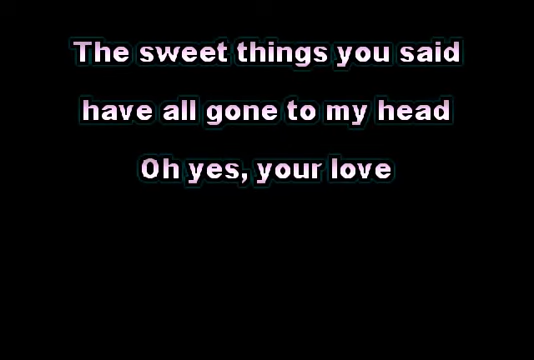 The sweet things you said
have all gone to my head
Oh yes, your love